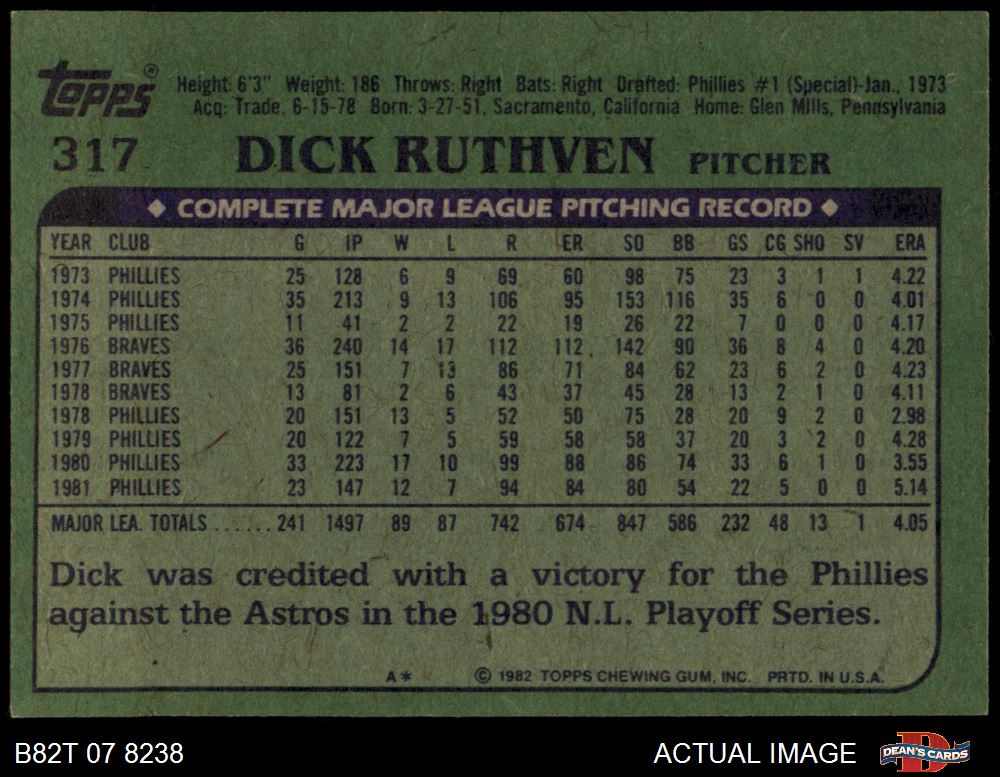 topps®
Height: 6'3" Weight: 186 Throws: Right Bats: Right Drafted: Phillies #1 (Special)-Jan., 1973
Acq: Trade, 6-15-78 Born: 3-27-51, Sacramento, California Home: Glen Mills, Pennsylvania
317 DICK RUTHVEN PITCHER
◆ COMPLETE MAJOR LEAGUE PITCHING RECORD ◆
YEAR CLUB G IP W L R ER SO BB GS CG SHO SV ERA
1973 PHILLIES 25 128 6 9 69 60 98 75 23 3 1 1 4.22
1974 PHILLIES 35 213 9 13 106 95 153 116 35 6 0 0 4.01
1975 PHILLIES 11 41 2 2 22 19 26 22 7 0 0 0 4.17
1976 BRAVES 36 240 14 17 112 112 142 90 36 8 4 0 4.20
1977 BRAVES 25 151 7 13 86 71 84 62 23 6 2 0 4.23
1978 BRAVES 13 81 2 6 43 37 45 28 13 2 1 0 4.11
1978 PHILLIES 20 151 13 5 52 50 75 28 20 9 2 0 2.98
1979 PHILLIES 20 122 7 5 59 58 58 37 20 3 2 0 4.28
1980 PHILLIES 33 223 17 10 99 88 86 74 33 6 1 0 3.55
1981 PHILLIES 23 147 12 7 94 84 80 54 22 5 0 0 5.14
MAJOR LEA. TOTALS ...... 241 1497 89 87 742 674 847 586 232 48 13 1 4.05
Dick was credited with a victory for the Phillies
against the Astros in the 1980 N.L. Playoff Series.
A* © 1982 TOPPS CHEWING GUM, INC. PRTD. IN U.S.A.
B82T 07 8238 ACTUAL IMAGE D DEAN'S CARDS